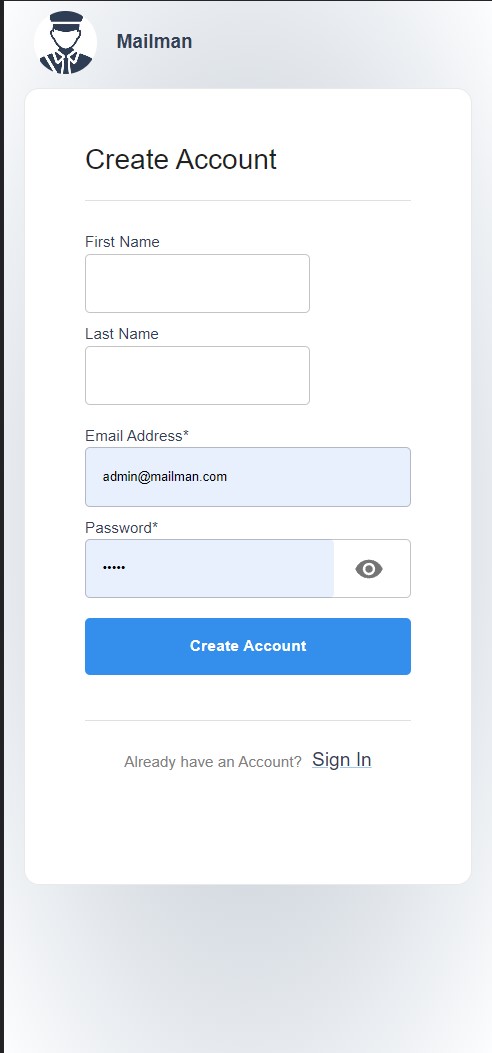 Mailman
Create Account
First Name
Last Name
Email Address*
admin@mailman.com
Password*
•••••
Create Account
Already have an Account? Sign In